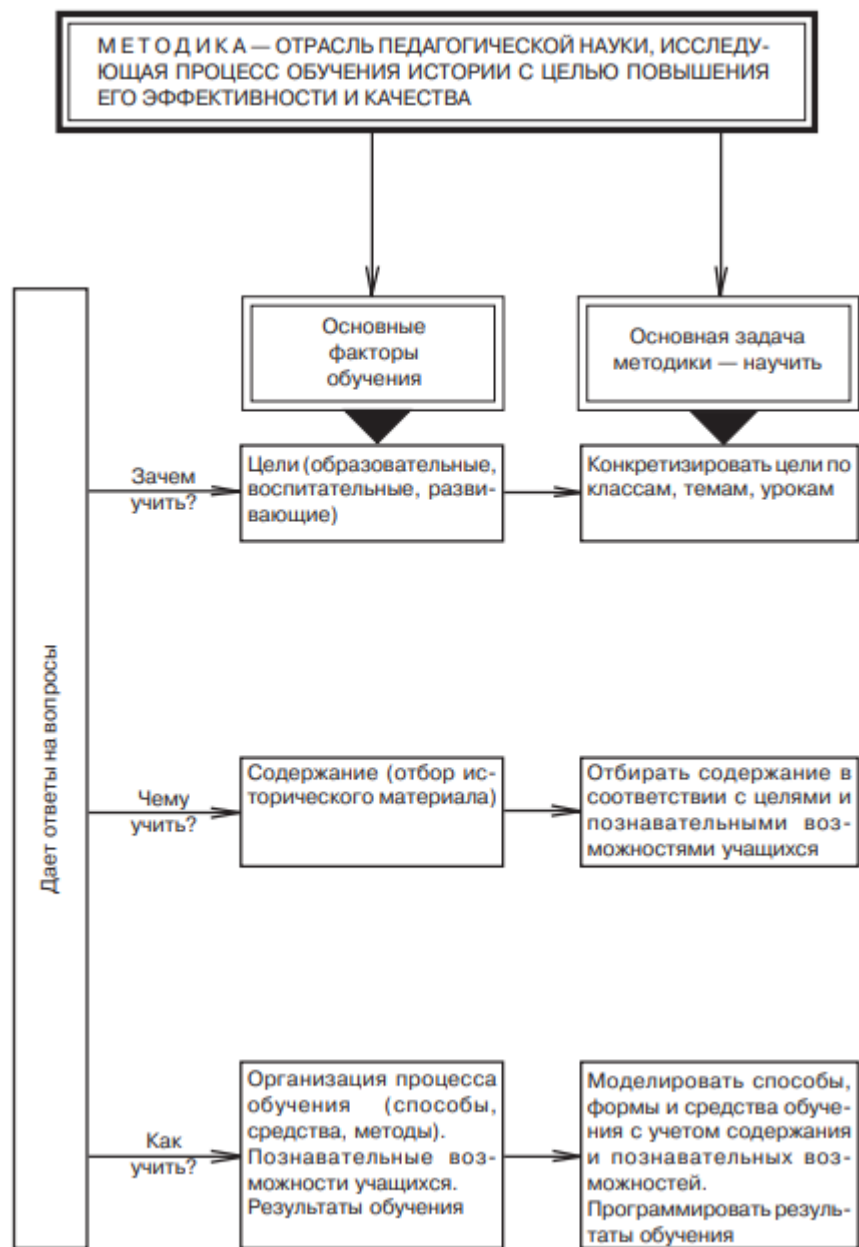 М Е Т О Д И К А — ОТРАСЛЬ ПЕДАГОГИЧЕСКОЙ НАУКИ, ИССЛЕДУ-
ЮЩАЯ ПРОЦЕСС ОБУЧЕНИЯ ИСТОРИИ С ЦЕЛЬЮ ПОВЫШЕНИЯ
ЕГО ЭФФЕКТИВНОСТИ И КАЧЕСТВА
Основные
факторы
обучения
Основная задача
методики — научить
Дает ответы на вопросы
Зачем
учить?
Цели (образовательные,
воспитательные, разви-
вающие)
Конкретизировать цели по
классам, темам, урокам
Чему
учить?
Содержание (отбор ис-
торического материала)
Отбирать содержание в
соответствии с целями и
познавательными воз-
можностями учащихся
Как
учить?
Организация процесса
обучения (способы,
средства, методы).
Познавательные воз-
можности учащихся.
Результаты обучения
Моделировать способы,
формы и средства обуче-
ния с учетом содержания
и познавательных воз-
можностей.
Программировать резуль-
таты обучения